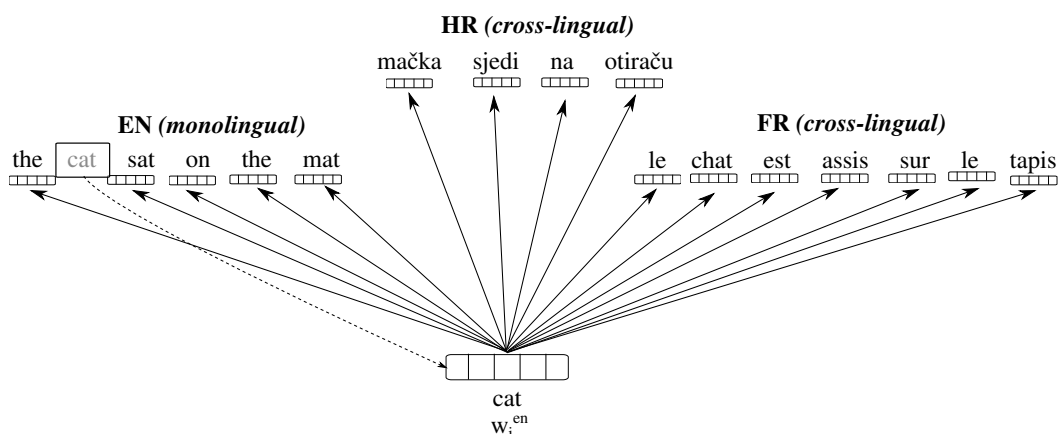 HR (cross-lingual)
mačka sjedi na otiraču
EN (monolingual)
the cat sat on the mat
FR (cross-lingual)
le chat est assis sur le tapis
cat
w_i^en